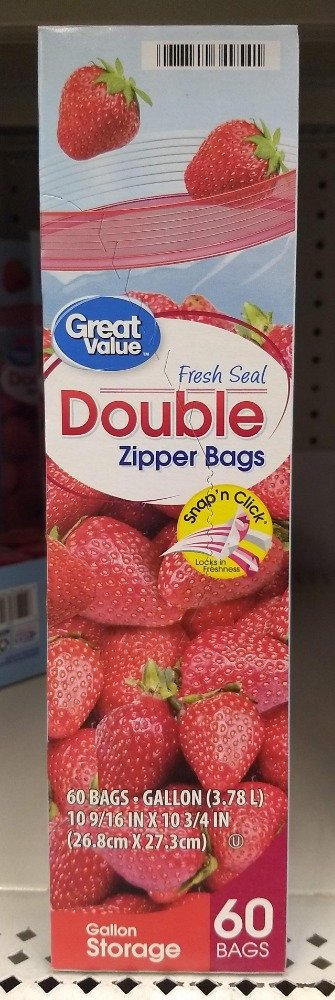 Great
Value™
Fresh Seal
Double
Zipper Bags
Snap'n Click
Locks in
Freshness
60 BAGS • GALLON (3.78 L)
10 9/16 IN X 10 3/4 IN
(26.8cm X 27.3cm) Ⓤ
Gallon
Storage
60
BAGS